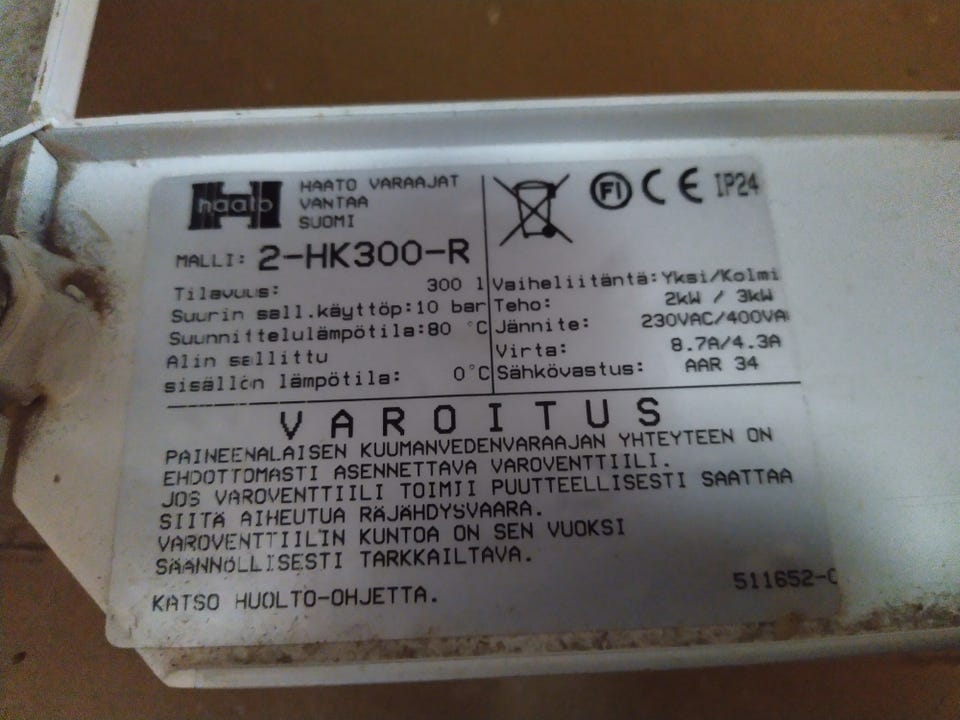 haato
HAATO VARAAJAT
VANTAA
SUOMI
MALLI: 2-HK300-R
Tilavuus: 300 l
Suurin sall.käyttöp:10 bar
Suunnittelulämpötila:80 °C
Alin sallittu
sisällön lämpötila: 0°C
FI CE IP24
Vaiheliitäntä:Yksi/Kolmi
Teho: 2kW / 3kW
Jännite: 230VAC/400VA
Virta: 8.7A/4.3A
Sähkövastus: AAR 34
VAROITUS
PAINEENALAISEN KUUMANVEDENVARAAJAN YHTEYTEEN ON
EHDOTTOMASTI ASENNETTAVA VAROVENTTIILI.
JOS VAROVENTTIILI TOIMII PUUTTEELLISESTI SAATTAA
SIITÄ AIHEUTUA RÄJÄHDYSVAARA.
VAROVENTTIILIN KUNTOA ON SEN VUOKSI
SÄÄNNÖLLISESTI TARKKAILTAVA.
KATSO HUOLTO-OHJETTA.
511652-C